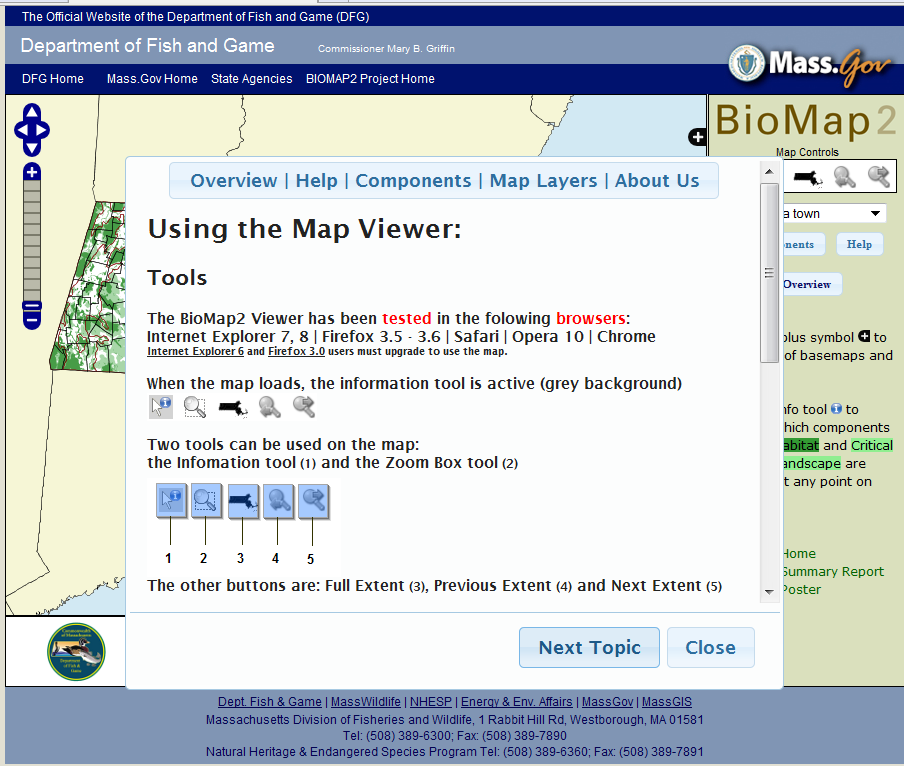 The Official Website of the Department of Fish and Game (DFG)
Department of Fish and Game
Commissioner Mary B. Griffin
DFG Home Mass.Gov Home State Agencies BIOMAP2 Project Home
Mass.Gov
BioMap2
Map Controls
a town
nents Help
Overview
plus symbol to
of basemaps and
nfo tool to
hich components
abitat and Critical
andscape are
t any point on
Home
Summary Report
Poster
Overview | Help | Components | Map Layers | About Us
Using the Map Viewer:
Tools
The BioMap2 Viewer has been tested in the folowing browsers:
Internet Explorer 7, 8 | Firefox 3.5 - 3.6 | Safari | Opera 10 | Chrome
Internet Explorer 6 and Firefox 3.0 users must upgrade to use the map.
When the map loads, the information tool is active (grey background)
Two tools can be used on the map:
the Infomation tool (1) and the Zoom Box tool (2)
1 2 3 4 5
The other buttons are: Full Extent (3), Previous Extent (4) and Next Extent (5)
Next Topic Close
Dept. Fish & Game | MassWildlife | NHESP | Energy & Env. Affairs | MassGov | MassGIS
Massachusetts Division of Fisheries and Wildlife, 1 Rabbit Hill Rd, Westborough, MA 01581
Tel: (508) 389-6300; Fax: (508) 389-7890
Natural Heritage & Endangered Species Program Tel: (508) 389-6360; Fax: (508) 389-7891